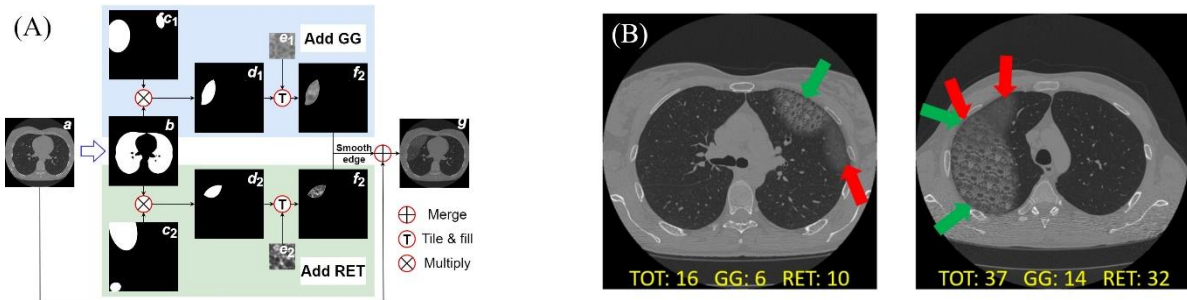 (A)
c1
e1
Add GG
d1
f2
a
b
Smooth
edge
g
d2
f2
c2
e2
Add RET
Merge
T
Tile & fill
T
T
Multiply
(B)
TOT: 16 GG: 6 RET: 10
TOT: 37 GG: 14 RET: 32